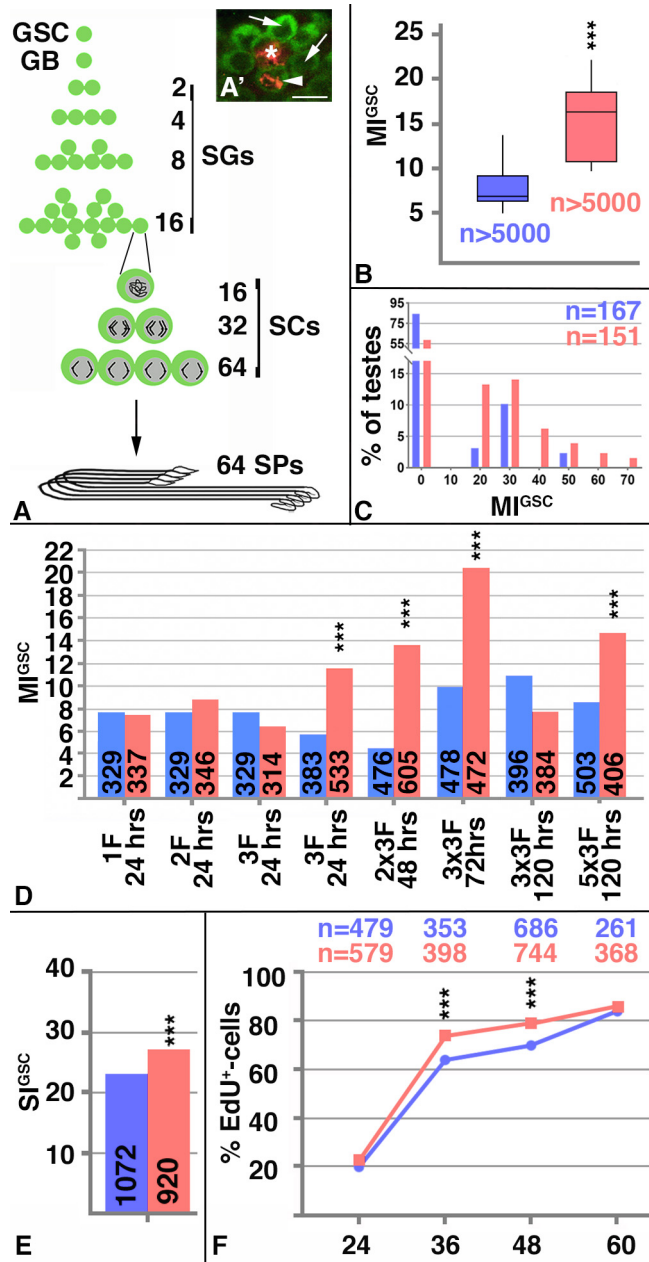 GSC
GB
2
4
8
16
SGs
16
32
64
SCs
64 SPs
A
*
A'
MI^GSC
25
20
15
10
5
***
n>5000
n>5000
B
% of testes
95
75
55
15
10
5
0
n=167
n=151
0 10 20 30 40 50 60 70
MI^GSC
C
MI^GSC
22
20
18
16
14
12
10
8
6
4
2
*** *** *** ***
329 337 329 346 329 314 383 533 476 605 478 472 396 384 503 406
1F 24 hrs
2F 24 hrs
3F 24 hrs
3F 24 hrs
2x3F 48 hrs
3x3F 72hrs
3x3F 120 hrs
5x3F 120 hrs
D
SI^GSC
40
30
20
10
***
1072 920
E
n=479 353 686 261
n=579 398 744 368
% EdU⁺-cells
100
80
60
40
20
*** ***
24 36 48 60
F